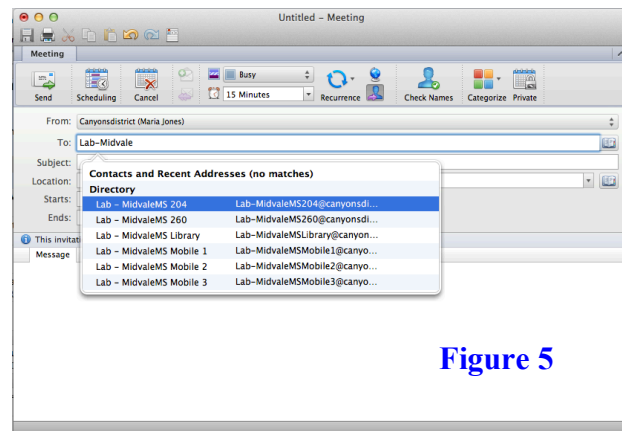 Untitled – Meeting
Meeting
Send
Scheduling
Cancel
Busy
15 Minutes
Recurrence
Check Names
Categorize
Private
From: Canyonsdistrict (Maria Jones)
To: Lab-Midvale
Subject:
Location:
Starts:
Ends:
Contacts and Recent Addresses (no matches)
Directory
Lab – MidvaleMS 204 Lab-MidvaleMS204@canyonsdi...
Lab – MidvaleMS 260 Lab-MidvaleMS260@canyonsdi...
Lab – MidvaleMS Library Lab-MidvaleMSLibrary@canyon...
Lab – MidvaleMS Mobile 1 Lab-MidvaleMSMobile1@canyo...
Lab – MidvaleMS Mobile 2 Lab-MidvaleMSMobile2@canyo...
Lab – MidvaleMS Mobile 3 Lab-MidvaleMSMobile3@canyo...
This invitat
Message
Figure 5